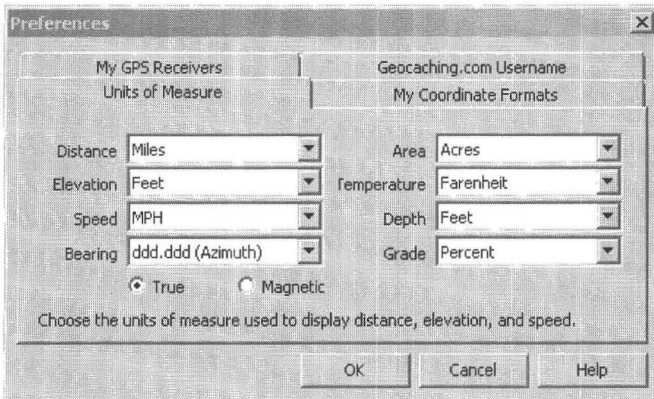 Preferences
My GPS Receivers Geocaching.com Username
Units of Measure My Coordinate Formats
Distance Miles Area Acres
Elevation Feet Temperature Farenheit
Speed MPH Depth Feet
Bearing ddd.ddd (Azimuth) Grade Percent
True Magnetic
Choose the units of measure used to display distance, elevation, and speed.
OK Cancel Help